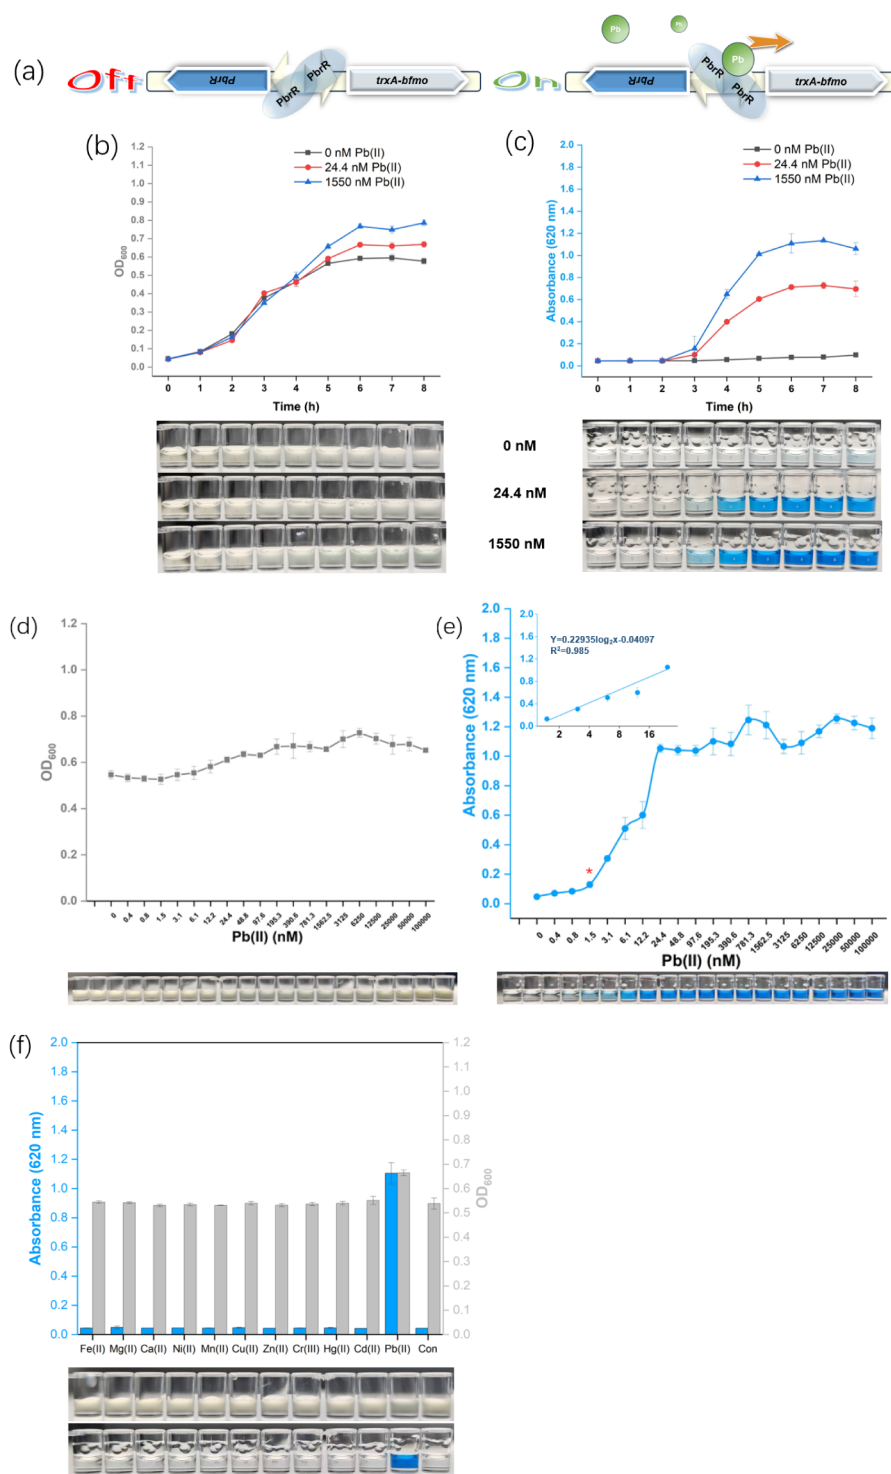 (a)
Off
PbrR
PbrR
PbrR
trxA-bfmo
On
Pb
Pb
PbrR
PbrR
Pb
PbrR
trxA-bfmo
(b)
1.2
1.1
1.0
0.9
0.8
0.7
0.6
0.5
0.4
0.3
0.2
0.1
0.0
OD600
0 nM Pb(II)
24.4 nM Pb(II)
1550 nM Pb(II)
0 1 2 3 4 5 6 7 8
Time (h)
(c)
2.0
1.8
1.6
1.4
1.2
1.0
0.8
0.6
0.4
0.2
0.0
Absorbance (620 nm)
0 nM Pb(II)
24.4 nM Pb(II)
1550 nM Pb(II)
0 1 2 3 4 5 6 7 8
Time (h)
0 nM
24.4 nM
1550 nM
(d)
1.2
1.0
0.8
0.6
0.4
0.2
0.0
OD600
0 0.4 0.8 1.5 3.1 6.1 12.2 24.4 48.8 97.6 195.3 390.6 781.3 1562.5 3125 6250 12500 25000 50000 100000
Pb(II) (nM)
(e)
2.0
1.8
1.6
1.4
1.2
1.0
0.8
0.6
0.4
0.2
0.0
Absorbance (620 nm)
2.0
1.6
1.2
0.8
0.4
0.0
Y=0.22935log2x-0.04097
R2=0.985
2 4 8 16
*
0 0.4 0.8 1.5 3.1 6.1 12.2 24.4 48.8 97.6 195.3 390.6 781.3 1562.5 3125 6250 12500 25000 50000 100000
Pb(II) (nM)
(f)
2.0
1.8
1.6
1.4
1.2
1.0
0.8
0.6
0.4
0.2
0.0
Absorbance (620 nm)
1.2
1.1
1.0
0.9
0.8
0.7
0.6
0.5
0.4
0.3
0.2
0.1
0.0
OD600
Fe(II) Mg(II) Ca(II) Ni(II) Mn(II) Cu(II) Zn(II) Cr(III) Hg(II) Cd(II) Pb(II) Con